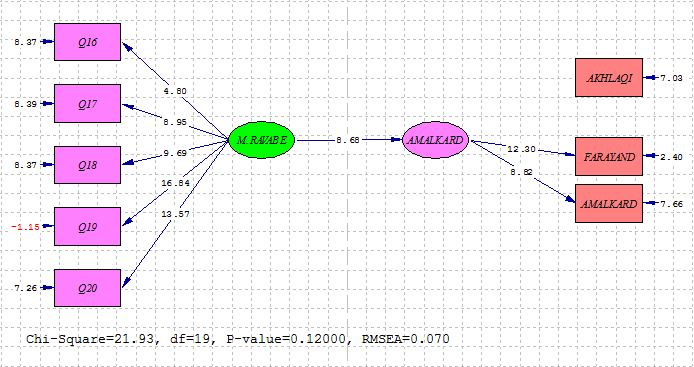 8.37 Q16
AKHLAQI 7.03
4.80
8.39 Q17
8.95
M.RAVABE 8.68 AMALKARD
12.30
FARAYAND 2.40
8.37 Q18
9.69
8.82
16.84
AMALKARD 7.66
13.57
-1.15 Q19
7.26 Q20
Chi-Square=21.93, df=19, P-value=0.12000, RMSEA=0.070